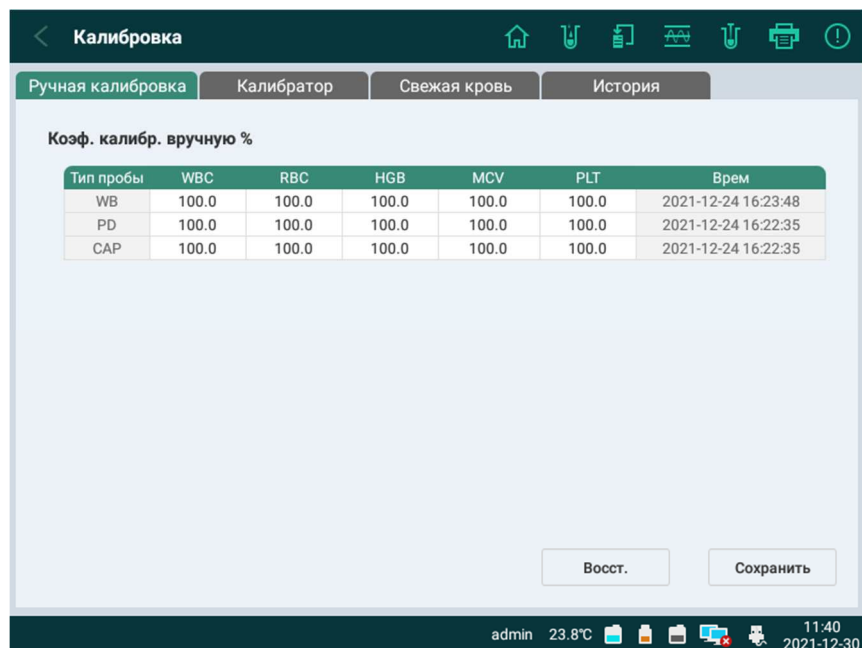 Калибровка
Ручная калибровка Калибратор Свежая кровь История
Коэф. калибр. вручную %
Тип пробы WBC RBC HGB MCV PLT Врем
WB 100.0 100.0 100.0 100.0 100.0 2021-12-24 16:23:48
PD 100.0 100.0 100.0 100.0 100.0 2021-12-24 16:22:35
CAP 100.0 100.0 100.0 100.0 100.0 2021-12-24 16:22:35
Восст. Сохранить
admin 23.8℃ 11:40
2021-12-30